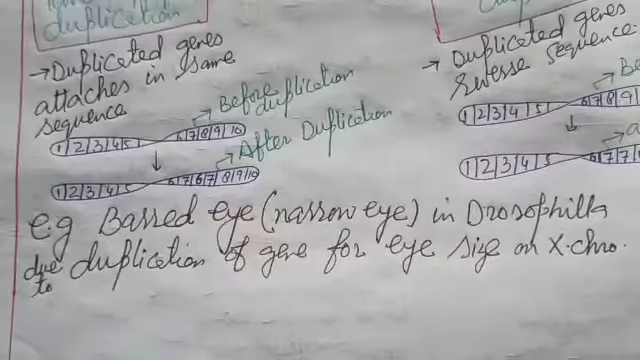 duplication
→ Duplicated genes
attaches in same
sequence
Before
duplication
1 2 3 4 5 6 7 8 9 10
After Duplication
1 2 3 4 5 6 7 6 7 8 9 10
→ Duplicated genes
sequence
1 2 3 4 5 6 7 8 9
1 2 3 4 5 6 7
e.g Barred eye (narrow eye) in Drosophilla
due to duplication of gene for eye size on X.chro.